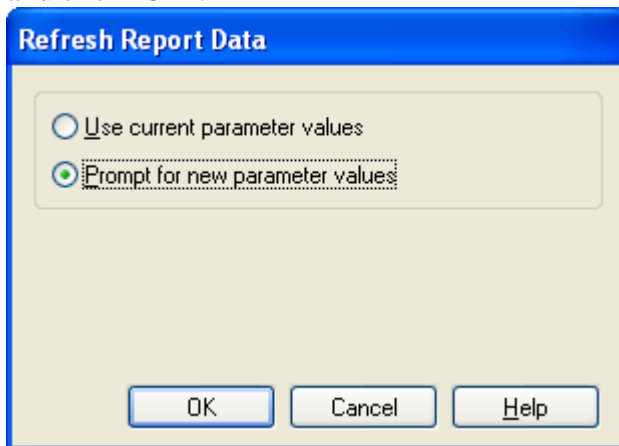 Refresh Report Data
Use current parameter values
Prompt for new parameter values
OK Cancel Help